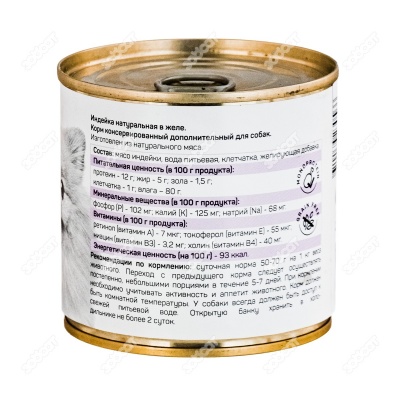 Индейка натуральная в желе.
Корм консервированный дополнительный для собак.
Изготовлен из натурального мяса.
Состав: мясо индейки, вода питьевая, клетчатка, желирующая добавка.
Питательная ценность (в 100 г продукта):
протеин - 12 г, жир - 5 г, зола - 1,5 г,
клетчатка - 1 г, влага – 80 г.
Минеральные вещества (в 100 г продукта):
фосфор (P) - 102 мг, калий (K) - 125 мг, натрий (Na) - 68 мг
Витамины (в 100 г продукта):
ретинол (витамин A) - 7 мкг, токоферол (витамин E) - 55 мкг,
ниацин (витамин B3) - 3,2 мг, холин (витамин B4) - 40 мг
Энергетическая ценность (на 100 г) - 93 ккал.
Рекомендации по кормлению: суточная норма 50-70 г на 1 кг веса
животного. Переход с предыдущего корма следует осуществлять
постепенно, небольшими порциями в течение 5-7 дней. При кормлении
необходимо учитывать активность и аппетит животного. Корм должен
быть комнатной температуры. У собаки всегда должен быть доступ к
свежей питьевой воде. Открытую банку хранить в холо-
дильнике не более 2 суток.
MONOPROTEIN
GRAIN FREE